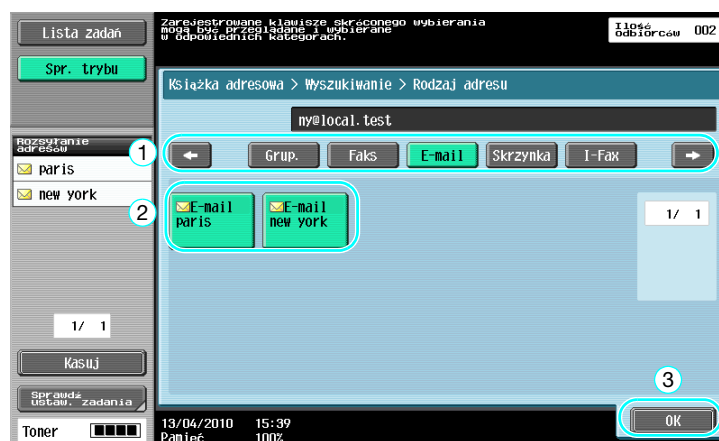 Lista zadań
Zarejestrowane klawisze skróconego wybierania
mogą być przeglądane i wybierane
w odpowiednich kategorach.
Ilość
odbiorców 002
Spr. trybu
Książka adresowa > Wyszukiwanie > Rodzaj adresu
ny@local.test
Rozsyłanie
adresów
1
Grup. Faks E-mail Skrzynka I-Fax
paris
new york
2
E-mail
paris
E-mail
new york
1/ 1
1/ 1
Kasuj
3
Sprawdź
ustaw. zadania
OK
Toner
13/04/2010 15:39
Pamięć 100%